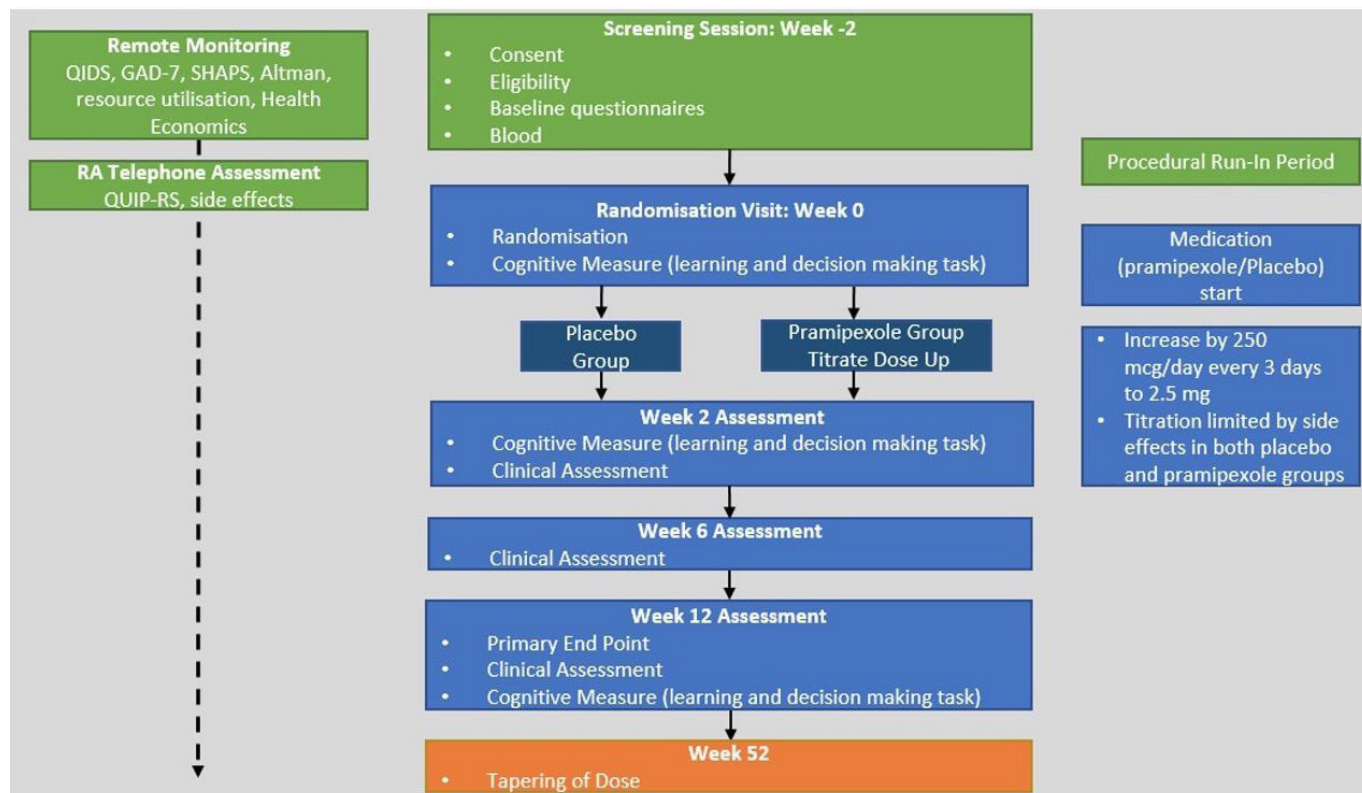 Remote Monitoring
QIDS, GAD-7, SHAPS, Altman,
resource utilisation, Health
Economics
RA Telephone Assessment
QUIP-RS, side effects
Screening Session: Week -2
• Consent
• Eligibility
• Baseline questionnaires
• Blood
Randomisation Visit: Week 0
• Randomisation
• Cognitive Measure (learning and decision making task)
Placebo
Group
Pramipexole Group
Titrate Dose Up
Week 2 Assessment
• Cognitive Measure (learning and decision making task)
• Clinical Assessment
Week 6 Assessment
• Clinical Assessment
Week 12 Assessment
• Primary End Point
• Clinical Assessment
• Cognitive Measure (learning and decision making task)
Week 52
• Tapering of Dose
Procedural Run-In Period
Medication
(pramipexole/Placebo)
start
• Increase by 250
mcg/day every 3 days
to 2.5 mg
• Titration limited by side
effects in both placebo
and pramipexole groups